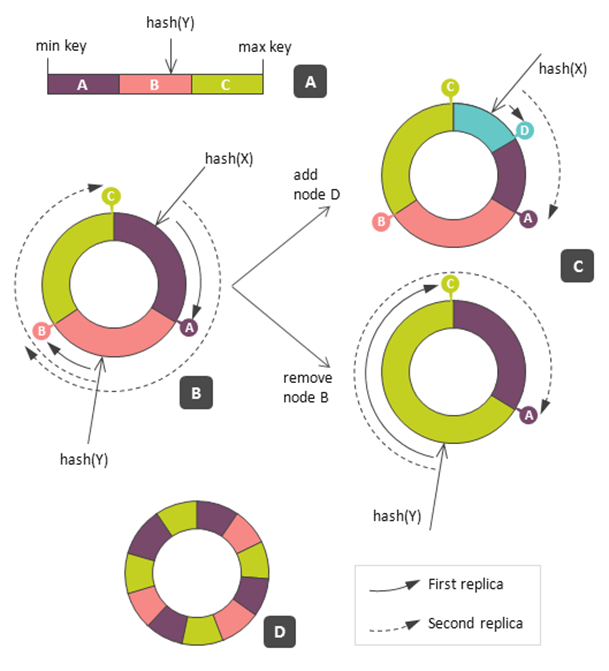 hash(Y)
min key
max key
A
B
C
A
hash(X)
C
D
A
B
C
hash(X)
C
A
B
B
hash(Y)
add
node D
remove
node B
C
A
hash(Y)
D
First replica
Second replica